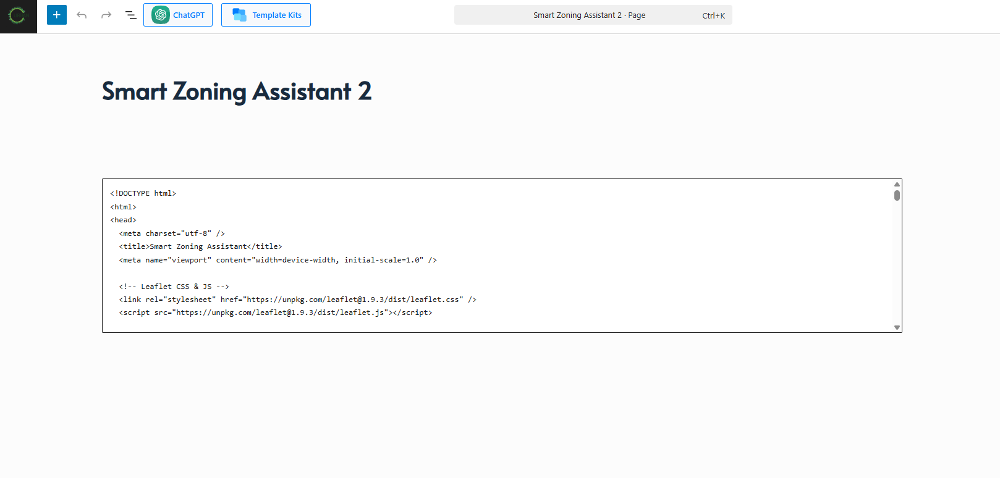 ChatGPT
Template Kits
Smart Zoning Assistant 2 · Page
Ctrl+K
Smart Zoning Assistant 2
<!DOCTYPE html>
<html>
<head>
  <meta charset="utf-8" />
  <title>Smart Zoning Assistant</title>
  <meta name="viewport" content="width=device-width, initial-scale=1.0" />
  <!-- Leaflet CSS & JS -->
  <link rel="stylesheet" href="https://unpkg.com/leaflet@1.9.3/dist/leaflet.css" />
  <script src="https://unpkg.com/leaflet@1.9.3/dist/leaflet.js"></script>